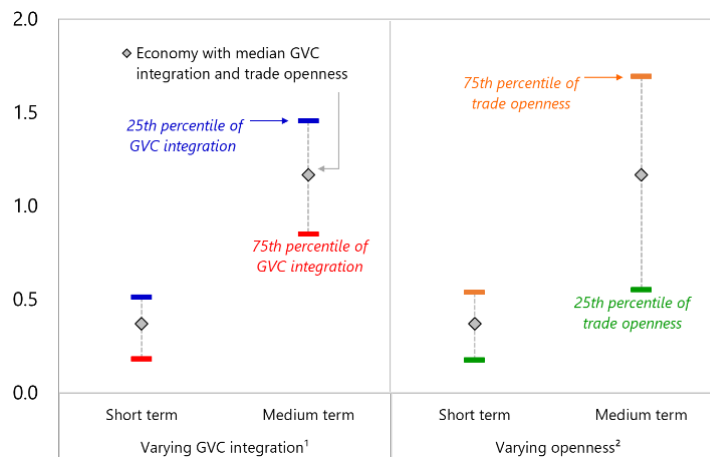 2.0
Economy with median GVC
integration and trade openness
75th percentile of
trade openness
1.5
25th percentile of
GVC integration
1.0
75th percentile of
GVC integration
0.5
25th percentile of
trade openness
0.0
Short term Medium term Short term Medium term
Varying GVC integration¹ Varying openness²